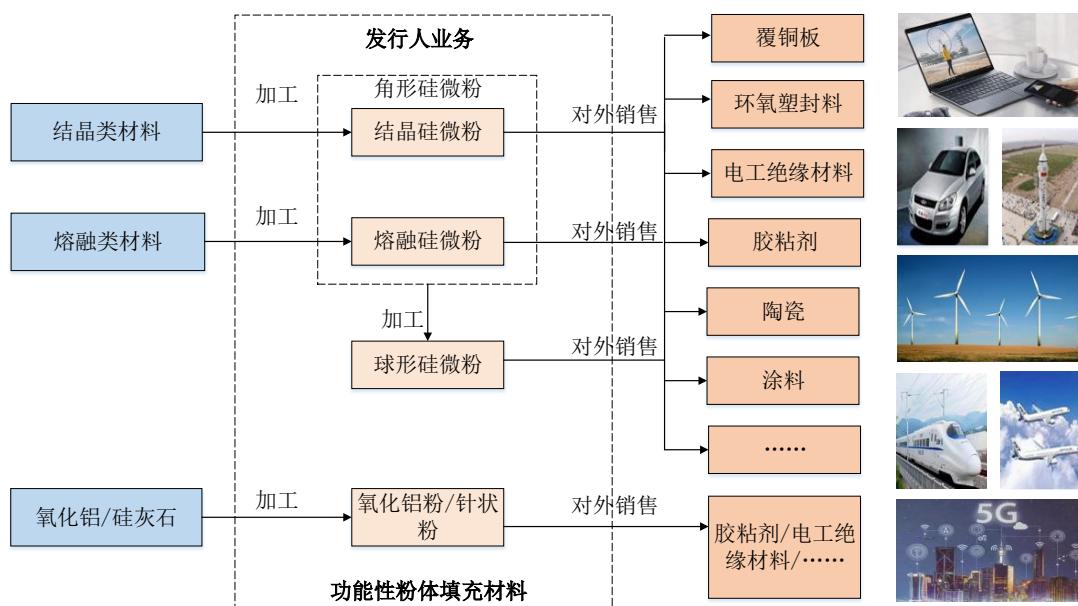 发行人业务
覆铜板
加工
角形硅微粉
对外销售
环氧塑封料
结晶类材料
结晶硅微粉
电工绝缘材料
熔融类材料
加工
熔融硅微粉
对外销售
胶粘剂
加工
陶瓷
球形硅微粉
对外销售
涂料
……
氧化铝/硅灰石
加工
氧化铝粉/针状
粉
对外销售
胶粘剂/电工绝
缘材料/……
功能性粉体填充材料
5G